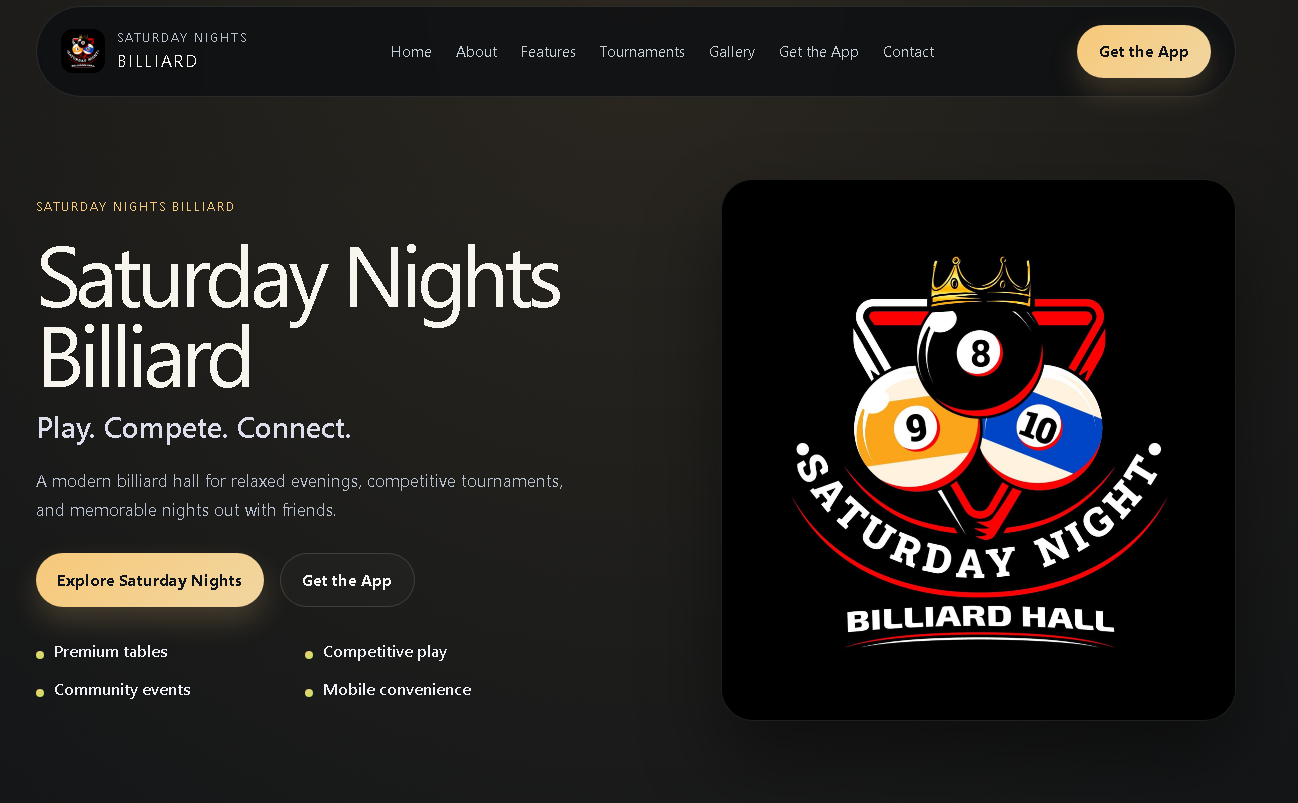 SATURDAY NIGHTS
BILLIARD
Home About Features Tournaments Gallery Get the App Contact
Get the App
SATURDAY NIGHTS BILLIARD
Saturday Nights
Billiard
Play. Compete. Connect.
A modern billiard hall for relaxed evenings, competitive tournaments,
and memorable nights out with friends.
Explore Saturday Nights
Get the App
Premium tables
Competitive play
Community events
Mobile convenience
8
9
10
SATURDAY NIGHT
BILLIARD HALL